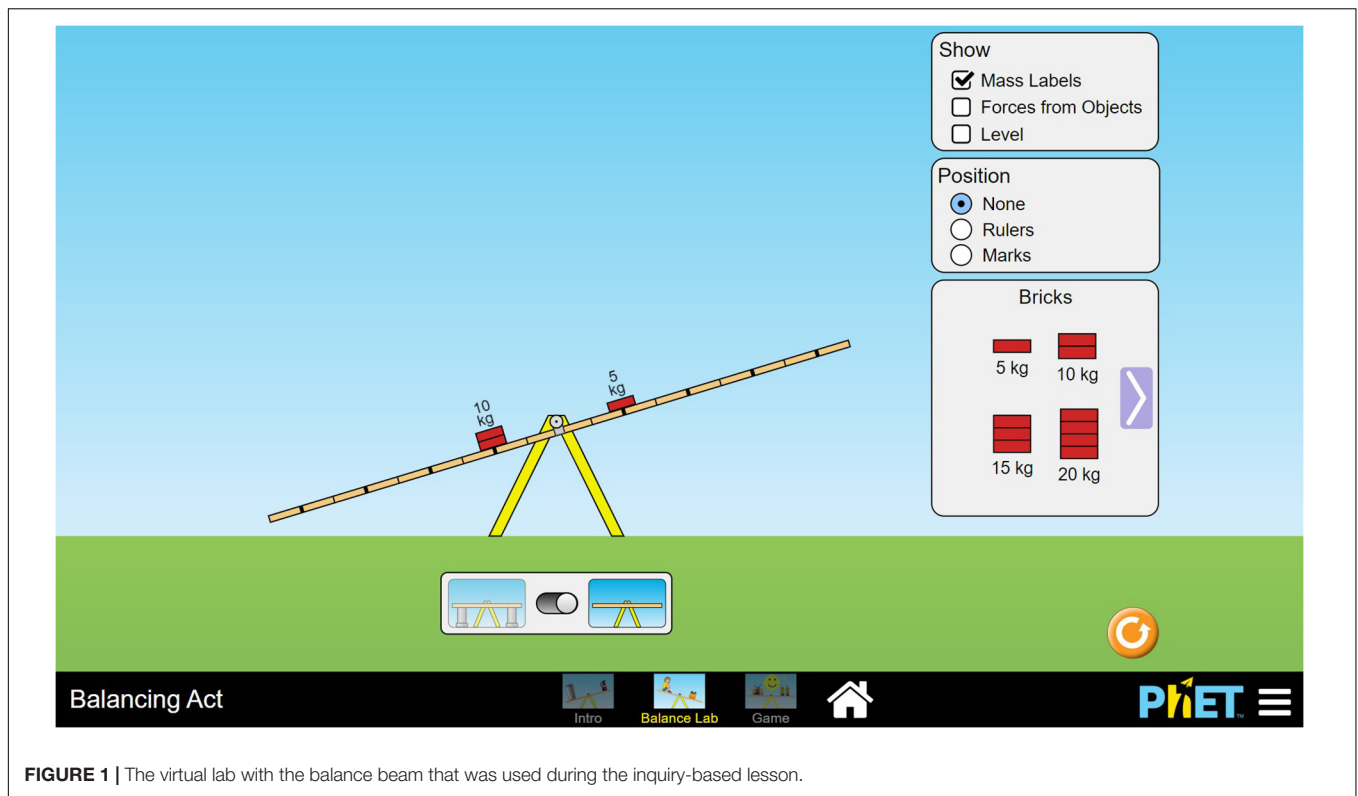 Show
Mass Labels
Forces from Objects
Level
Position
None
Rulers
Marks
Bricks
5 kg
10 kg
15 kg
20 kg
10
kg
5
kg
Balancing Act
Intro
Balance Lab
Game
PhET
FIGURE 1 | The virtual lab with the balance beam that was used during the inquiry-based lesson.